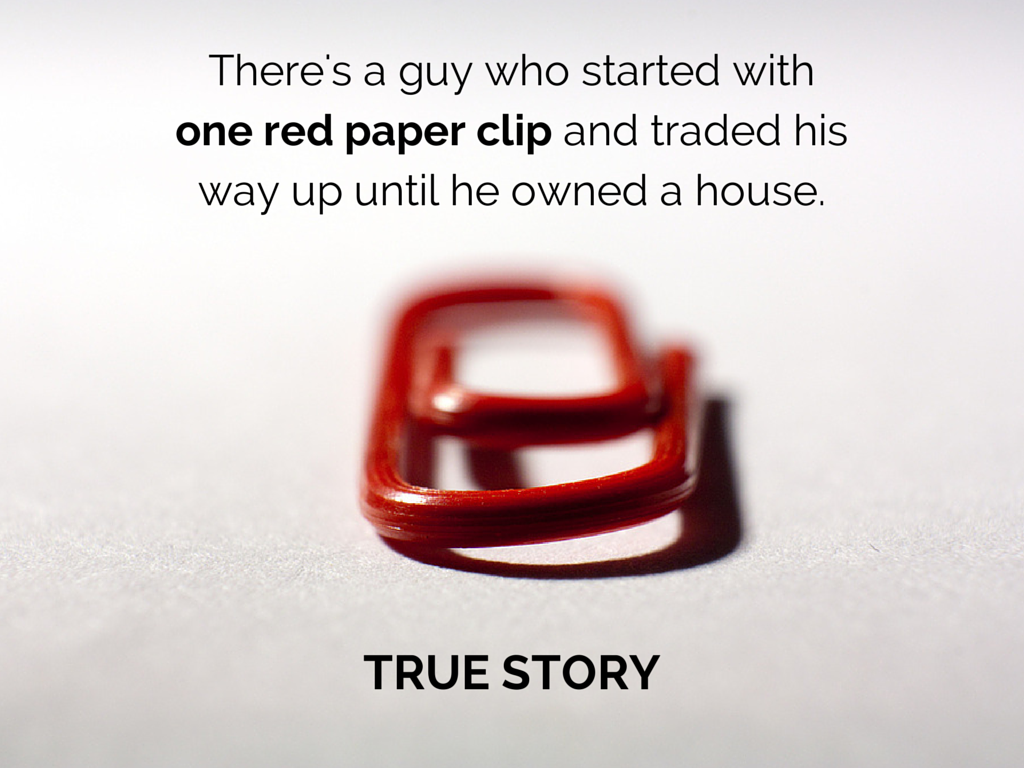 There's a guy who started with
one red paper clip and traded his
way up until he owned a house.
TRUE STORY